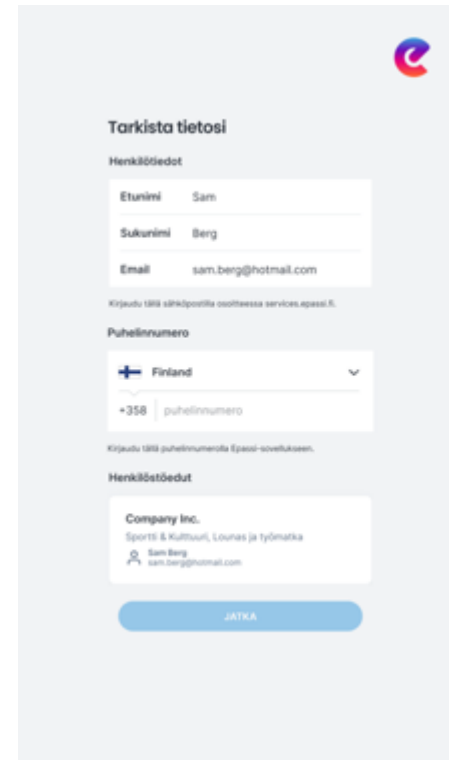 Tarkista tietosi
Henkilötiedot
Etunimi Sam
Sukunimi Berg
Email sam.berg@hotmail.com
Kirjaudu tällä sähköpostilla osoitteessa services.epassi.fi.
Puhelinnumero
Finland
+358 puhelinnumero
Kirjaudu tällä puhelinnumerolla Epassi-sovellukseen.
Henkilöstöedut
Company Inc.
Sportti & Kulttuuri, Lounas ja työmatka
Sam Berg
sam.berg@hotmail.com
JATKA